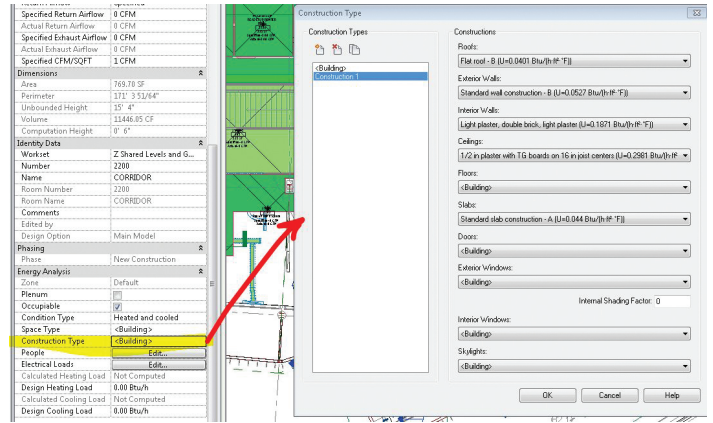 Specified Return Airflow 0 CFM
Actual Return Airflow 0 CFM
Specified Exhaust Airflow 0 CFM
Actual Exhaust Airflow 0 CFM
Specified CFM/SQFT 1 CFM
Dimensions
Area 769.70 SF
Perimeter 171' 3 51/64"
Unbounded Height 15' 4"
Volume 11446.05 CF
Computation Height 0' 6"
Identity Data
Workset Z Shared Levels and G...
Number 2200
Name CORRIDOR
Room Number 2200
Room Name CORRIDOR
Comments
Edited by
Design Option Main Model
Phasing
Phase New Construction
Energy Analysis
Zone Default
Plenum
Occupiable
Condition Type Heated and cooled
Space Type <Building>
Construction Type <Building>
People Edit...
Electrical Loads Edit...
Calculated Heating Load Not Computed
Design Heating Load 0.00 Btu/h
Calculated Cooling Load Not Computed
Design Cooling Load 0.00 Btu/h
Construction Type
Construction Types
<Building>
Construction 1
Constructions
Roofs:
Flat roof - B (U=0.0401 Btu/(h·ft²·°F))
Exterior Walls:
Standard wall construction - B (U=0.0527 Btu/(h·ft²·°F))
Interior Walls:
Light plaster, double brick, light plaster (U=0.1871 Btu/(h·ft²·°F))
Ceilings:
1/2 in plaster with TG boards on 16 in joist centers (U=0.2981 Btu/(h·ft²
Floors:
<Building>
Slabs:
Standard slab construction - A (U=0.044 Btu/(h·ft²·°F))
Doors:
<Building>
Exterior Windows:
<Building>
Internal Shading Factor: 0
Interior Windows:
<Building>
Skylights:
<Building>
OK Cancel Help